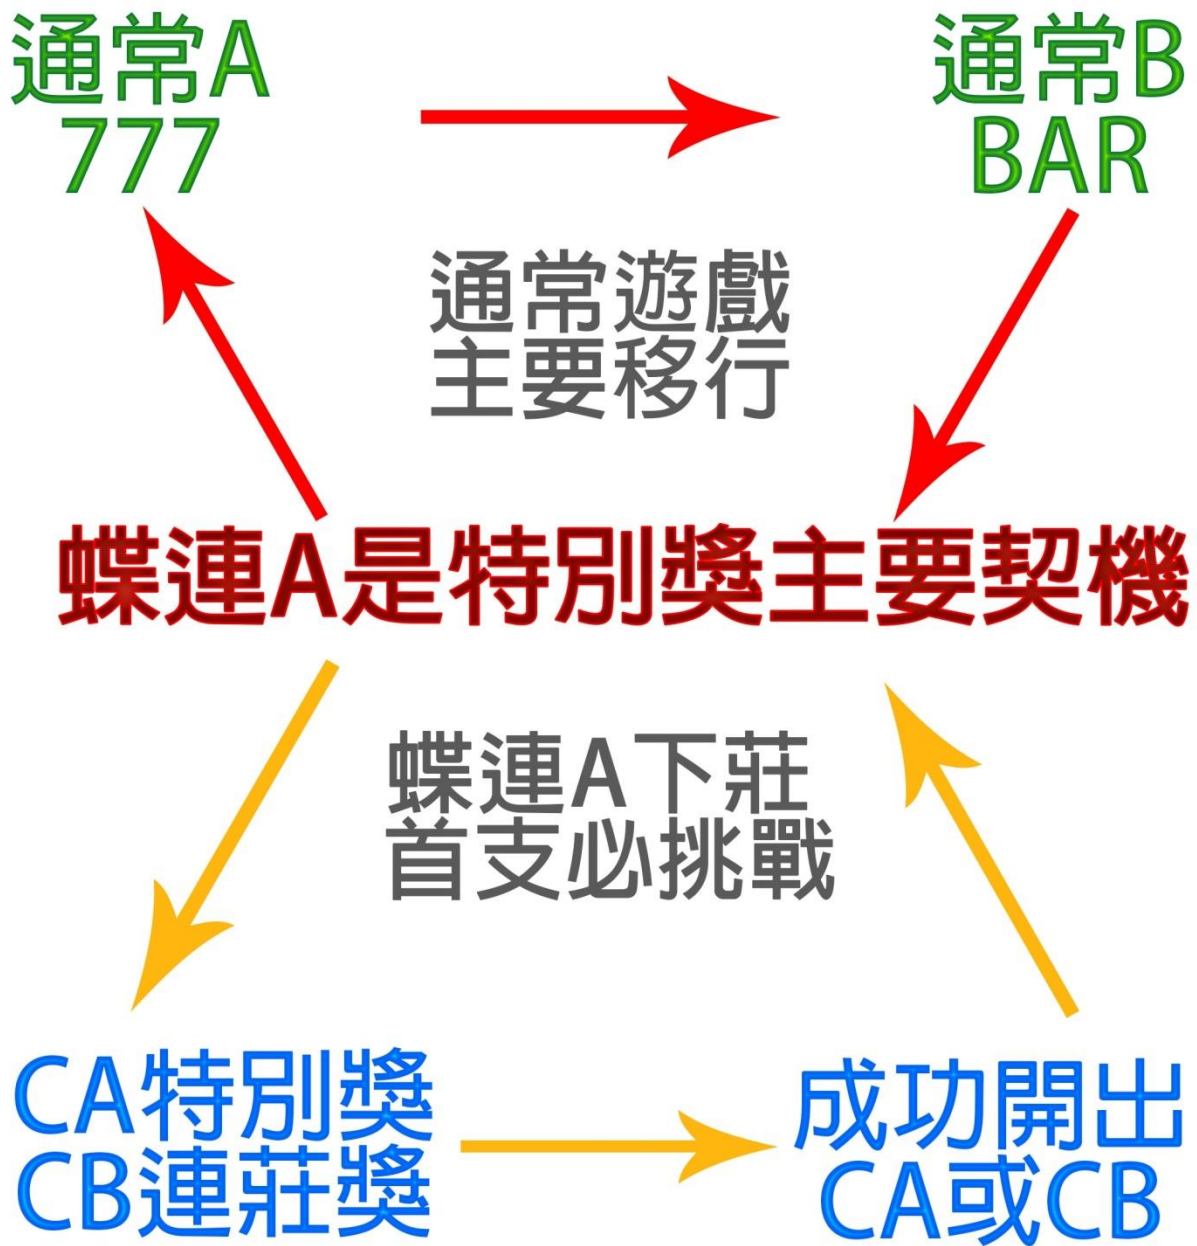 通常A
777
通常B
BAR
通常遊戲
主要移行
蝶連A是特別獎主要契機
蝶連A下莊
首支必挑戰
CA特別獎
CB連莊獎
成功開出
CA或CB